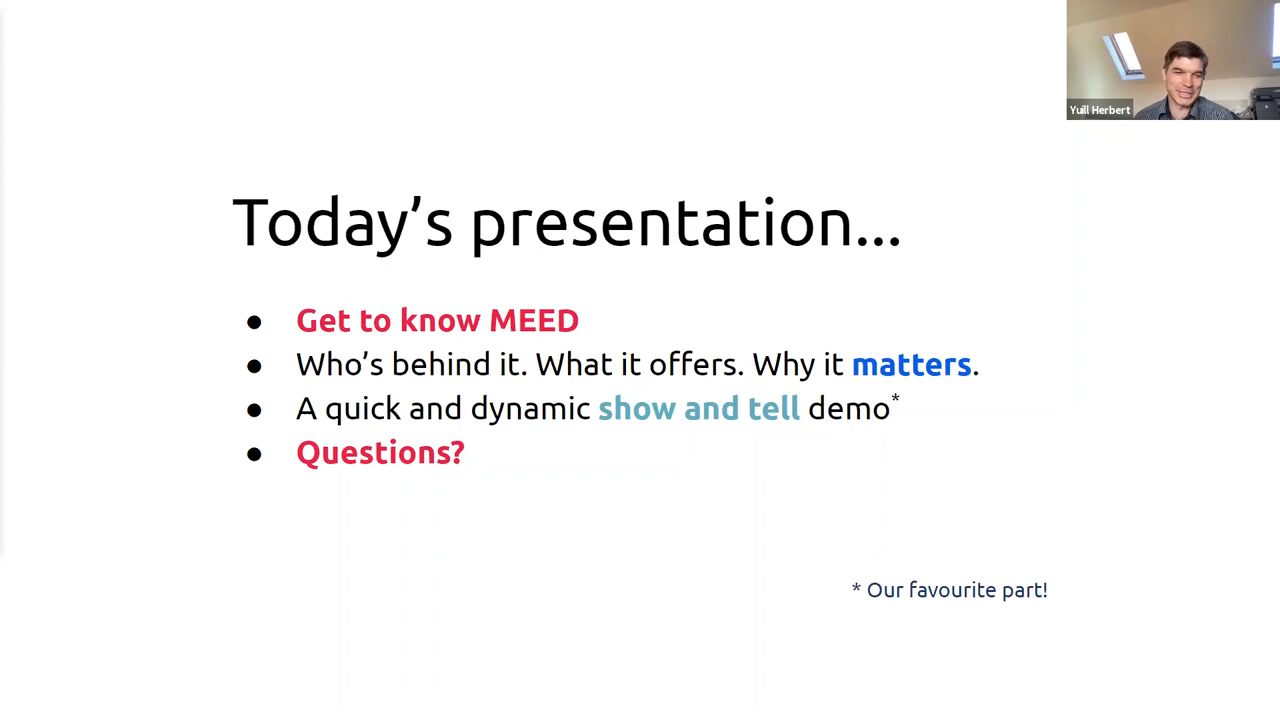 Yuill Herbert
Today’s presentation...
● Get to know MEED
● Who’s behind it. What it offers. Why it matters.
● A quick and dynamic show and tell demo*
● Questions?
* Our favourite part!